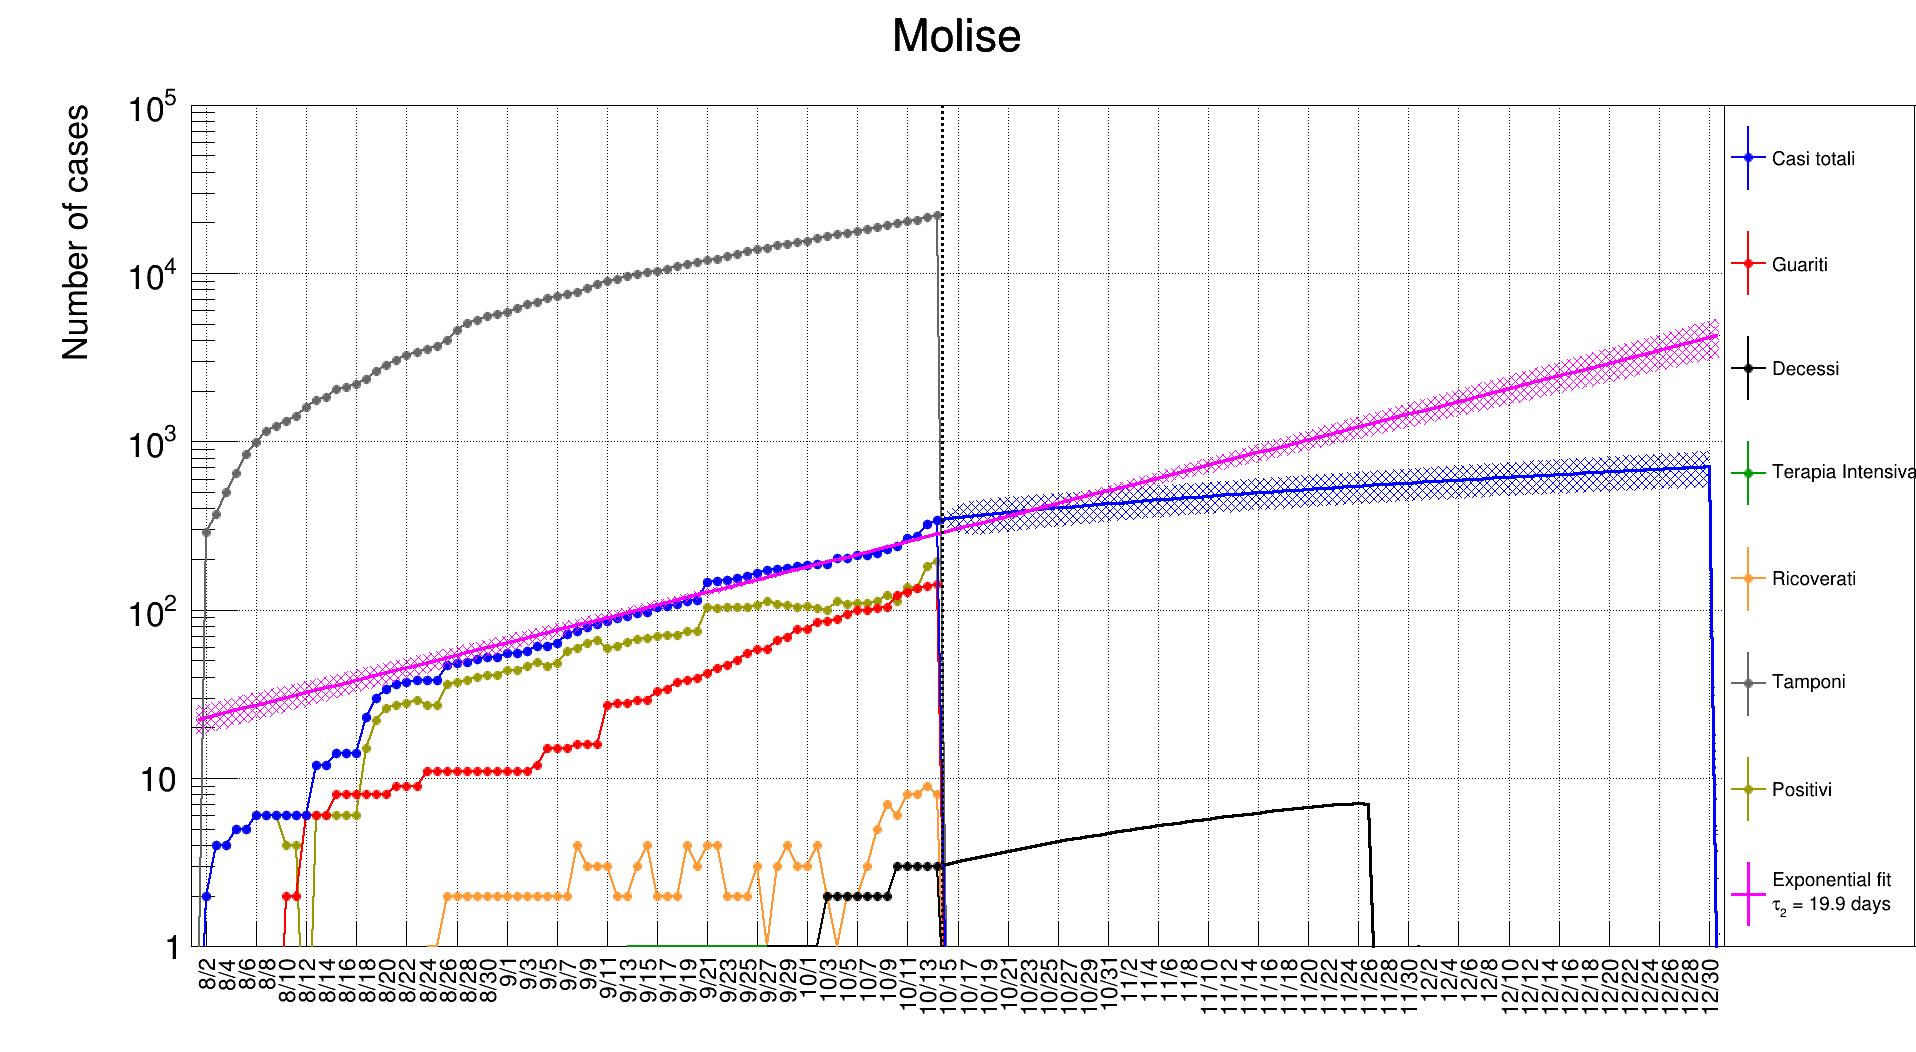 Molise
Number of cases
10^5
10^4
10^3
10^2
10
1
8/2 8/4 8/6 8/8 8/10 8/12 8/14 8/16 8/18 8/20 8/22 8/24 8/26 8/28 8/30 9/1 9/3 9/5 9/7 9/9 9/11 9/13 9/15 9/17 9/19 9/21 9/23 9/25 9/27 9/29 10/1 10/3 10/5 10/7 10/9 10/11 10/13 10/15 10/17 10/19 10/21 10/23 10/25 10/27 10/29 10/31 11/2 11/4 11/6 11/8 11/10 11/12 11/14 11/16 11/18 11/20 11/22 11/24 11/26 11/28 11/30 12/2 12/4 12/6 12/8 12/10 12/12 12/14 12/16 12/18 12/20 12/22 12/24 12/26 12/28 12/30
Casi totali
Guariti
Decessi
Terapia Intensiva
Ricoverati
Tamponi
Positivi
Exponential fit
τ_2 = 19.9 days